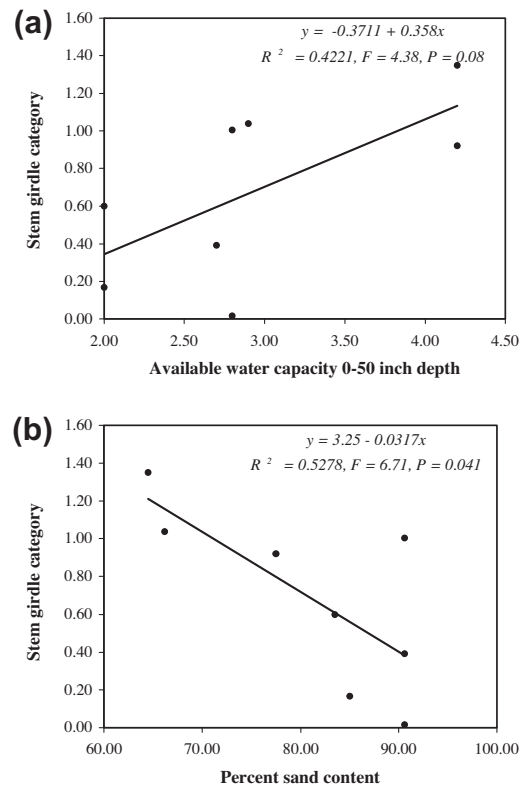 (a)
1.60
y = -0.3711 + 0.358x
R 2 = 0.4221, F = 4.38, P = 0.08
1.40
1.20
1.00
0.80
0.60
0.40
0.20
0.00
Stem girdle category
2.00 2.50 3.00 3.50 4.00 4.50
Available water capacity 0-50 inch depth
(b)
1.60
y = 3.25 - 0.0317x
R 2 = 0.5278, F = 6.71, P = 0.041
1.40
1.20
1.00
0.80
0.60
0.40
0.20
0.00
Stem girdle category
60.00 70.00 80.00 90.00 100.00
Percent sand content